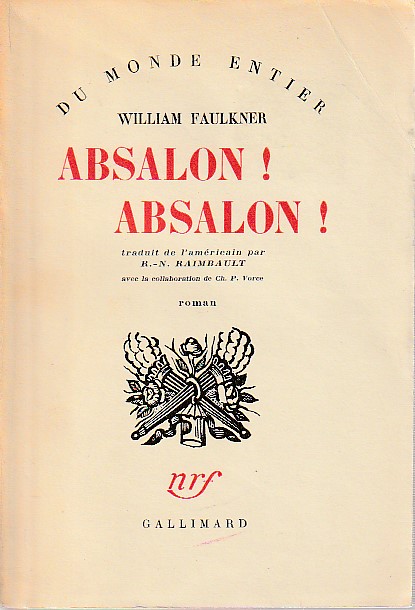 DU MONDE ENTIER
WILLIAM FAULKNER
ABSALON !
ABSALON !
traduit de l'américain par
R.-N. RAIMBAULT
avec la collaboration de Ch. P. Vorce
roman
nrf
GALLIMARD